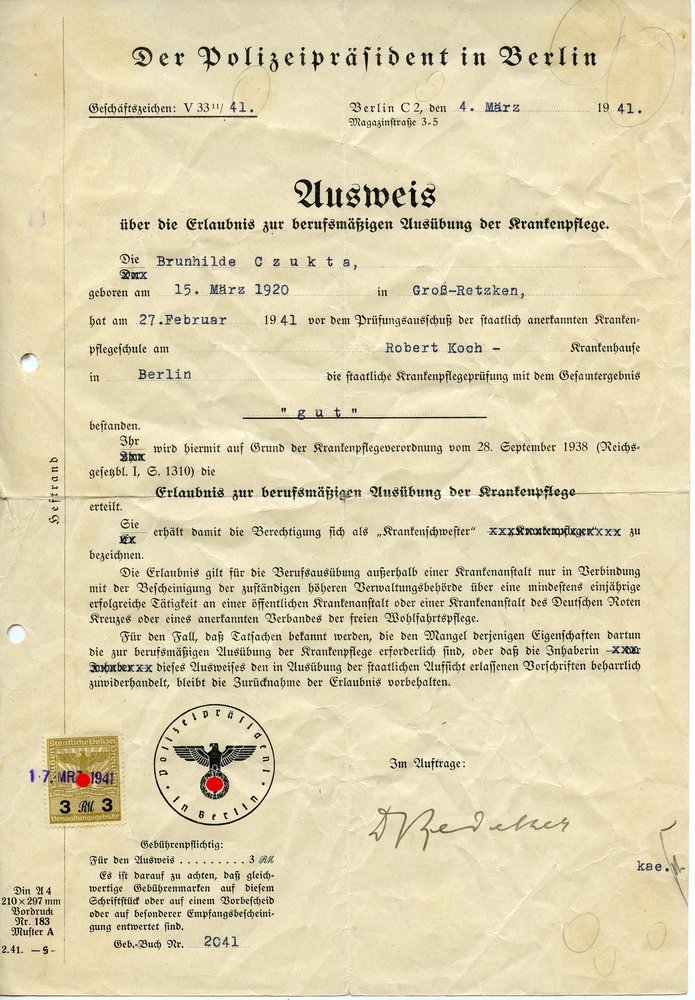 Der Polizeipräsident in Berlin
Geschäftszeichen: V 33¹¹/ 41.
Berlin C 2, den 4. März 1941.
Magazinstraße 3-5
Ausweis
über die Erlaubnis zur berufsmäßigen Ausübung der Krankenpflege.
Die Brunhilde Czukta,
geboren am 15. März 1920 in Groß-Retzken,
hat am 27.Februar 1941 vor dem Prüfungsausschuß der staatlich anerkannten Kranken-
pflegeschule am Robert Koch - Krankenhause
in Berlin die staatliche Krankenpflegeprüfung mit dem Gesamtergebnis
"gut"
bestanden.
Ihr wird hiermit auf Grund der Krankenpflegeverordnung vom 28. September 1938 (Reichs-
gesetzbl. I, S. 1310) die
Erlaubnis zur berufsmäßigen Ausübung der Krankenpflege
erteilt.
Sie
Er erhält damit die Berechtigung sich als „Krankenschwester" xxx„Krankenpfleger"xxxx zu
bezeichnen.
Die Erlaubnis gilt für die Berufsausübung außerhalb einer Krankenanstalt nur in Verbindung
mit der Bescheinigung der zuständigen höheren Verwaltungsbehörde über eine mindestens einjährige
erfolgreiche Tätigkeit an einer öffentlichen Krankenanstalt oder einer Krankenanstalt des Deutschen Roten
Kreuzes oder eines anerkannten Verbandes der freien Wohlfahrtspflege.
Für den Fall, daß Tatsachen bekannt werden, die den Mangel derjenigen Eigenschaften dartun
die zur berufsmäßigen Ausübung der Krankenpflege erforderlich sind, oder daß die Inhaberin xxx
Inhaberxx dieses Ausweises den in Ausübung der staatlichen Aufsicht erlassenen Vorschriften beharrlich
zuwiderhandelt, bleibt die Zurücknahme der Erlaubnis vorbehalten.
Heftrand
Staatliche Polizei
17. MRZ 1941
3 RM 3
Verwaltungsgebühr
Polizeipräsident
in Berlin
Im Auftrage:
Dr Redeker
kae.
Gebührenpflichtig:
Für den Ausweis . . . . . . . . . 3 RM
Es ist darauf zu achten, daß gleich-
wertige Gebührenmarken auf diesem
Schriftstück oder auf einem Vorbescheid
oder auf besonderer Empfangsbescheini-
gung entwertet sind.
Geb.-Buch Nr. 2041
Din A 4
210×297 mm
Vordruck
Nr. 183
Muster A
2.41. —S-